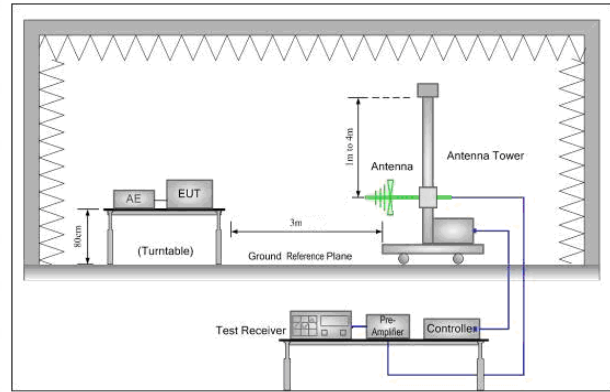 1m to 4m
Antenna
Antenna Tower
AE
EUT
80cm
(Turntable)
3m
Ground Reference Plane
Test Receiver
Pre-
Amplifier
Controller